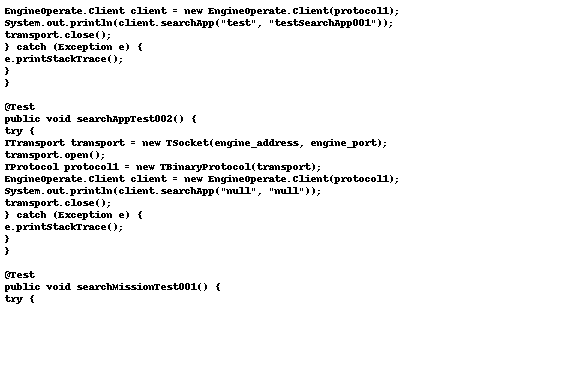 EngineOperate.Client client = new EngineOperate.Client(protocol1);
System.out.println(client.searchApp("test", "testSearchApp001"));
transport.close();
} catch (Exception e) {
e.printStackTrace();
}
}

@Test
public void searchAppTest002() {
try {
TTransport transport = new TSocket(engine_address, engine_port);
transport.open();
TProtocol protocol1 = new TBinaryProtocol(transport);
EngineOperate.Client client = new EngineOperate.Client(protocol1);
System.out.println(client.searchApp("null", "null"));
transport.close();
} catch (Exception e) {
e.printStackTrace();
}
}

@Test
public void searchMissionTest001() {
try {